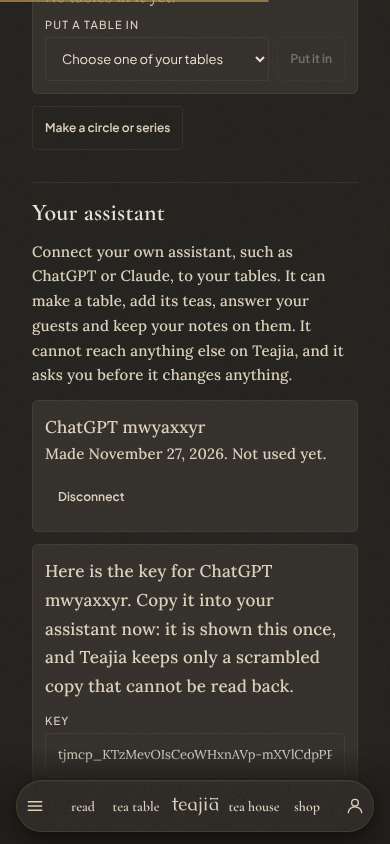 PUT A TABLE IN
Choose one of your tables
Put it in
Make a circle or series
Your assistant
Connect your own assistant, such as
ChatGPT or Claude, to your tables. It can
make a table, add its teas, answer your
guests and keep your notes on them. It
cannot reach anything else on Teajia, and it
asks you before it changes anything.
ChatGPT mwyaxxyr
Made November 27, 2026. Not used yet.
Disconnect
Here is the key for ChatGPT
mwyaxxyr. Copy it into your
assistant now: it is shown this once,
and Teajia keeps only a scrambled
copy that cannot be read back.
KEY
read
tea table
teajiā
tea house
shop